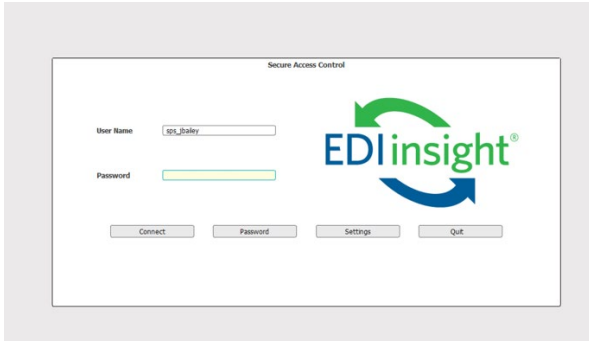 Secure Access Control
User Name sps_jbailey
EDIinsight®
Password
Connect Password Settings Quit